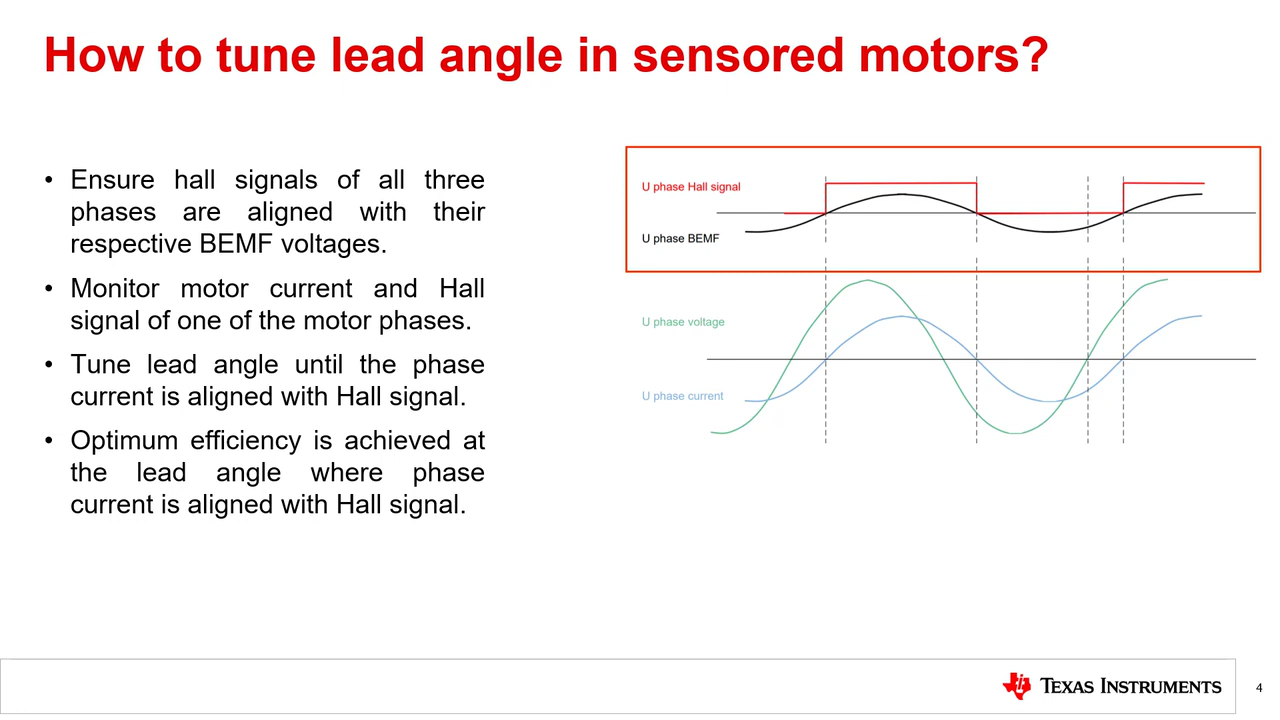 How to tune lead angle in sensored motors?
• Ensure hall signals of all three
phases are aligned with their
respective BEMF voltages.
• Monitor motor current and Hall
signal of one of the motor phases.
• Tune lead angle until the phase
current is aligned with Hall signal.
• Optimum efficiency is achieved at
the lead angle where phase
current is aligned with Hall signal.
U phase Hall signal
U phase BEMF
U phase voltage
U phase current
TEXAS INSTRUMENTS
4